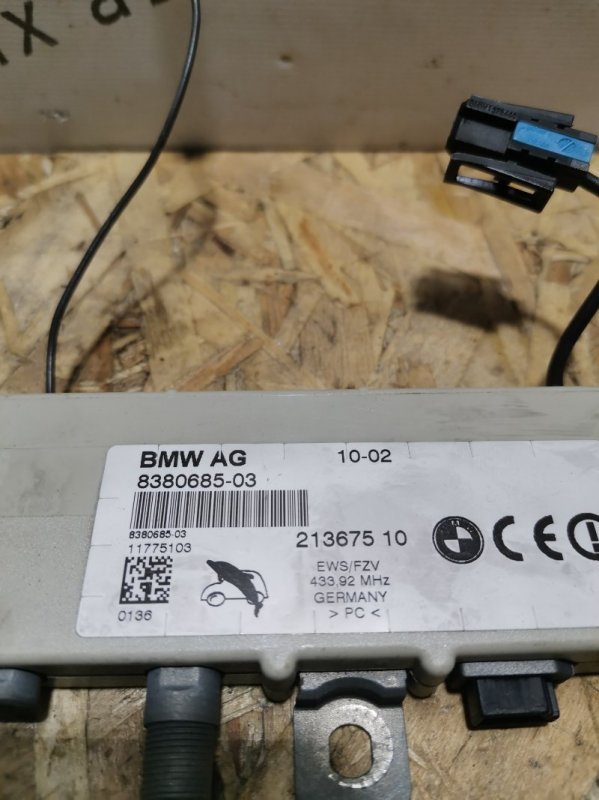 BMW AG 10-02
8380685-03
8380685-03
11775103 213675 10
EWS/FZV
433,92 MHz
GERMANY
0136 > PC <
CE